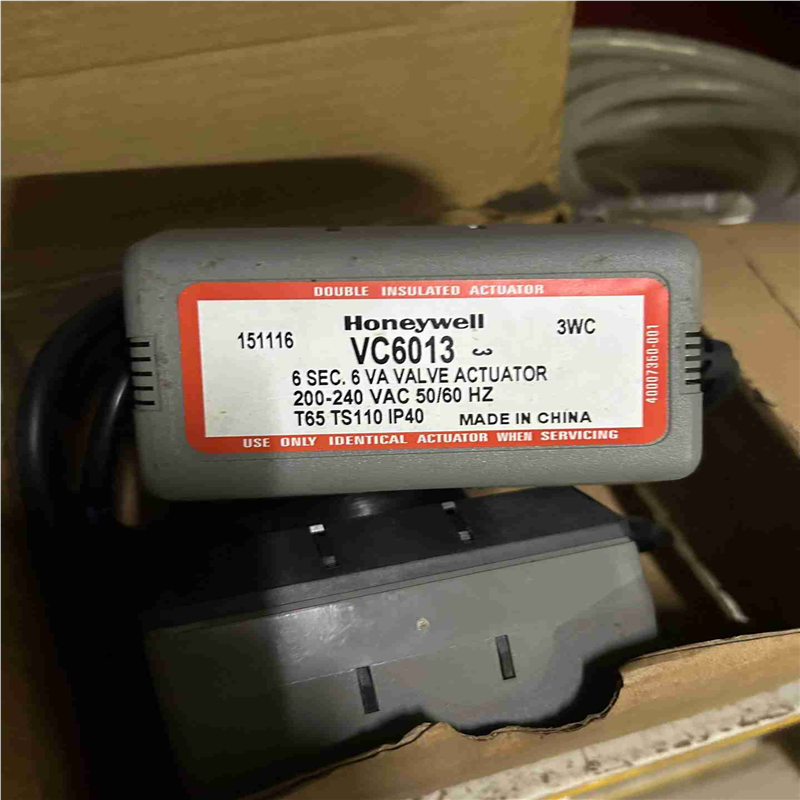 DOUBLE INSULATED ACTUATOR
Honeywell
151116
3WC
VC6013
6 SEC. 6 VA VALVE ACTUATOR
200-240 VAC 50/60 HZ
T65 TS110 IP40 MADE IN CHINA
USE ONLY IDENTICAL ACTUATOR WHEN SERVICING
40007350-001